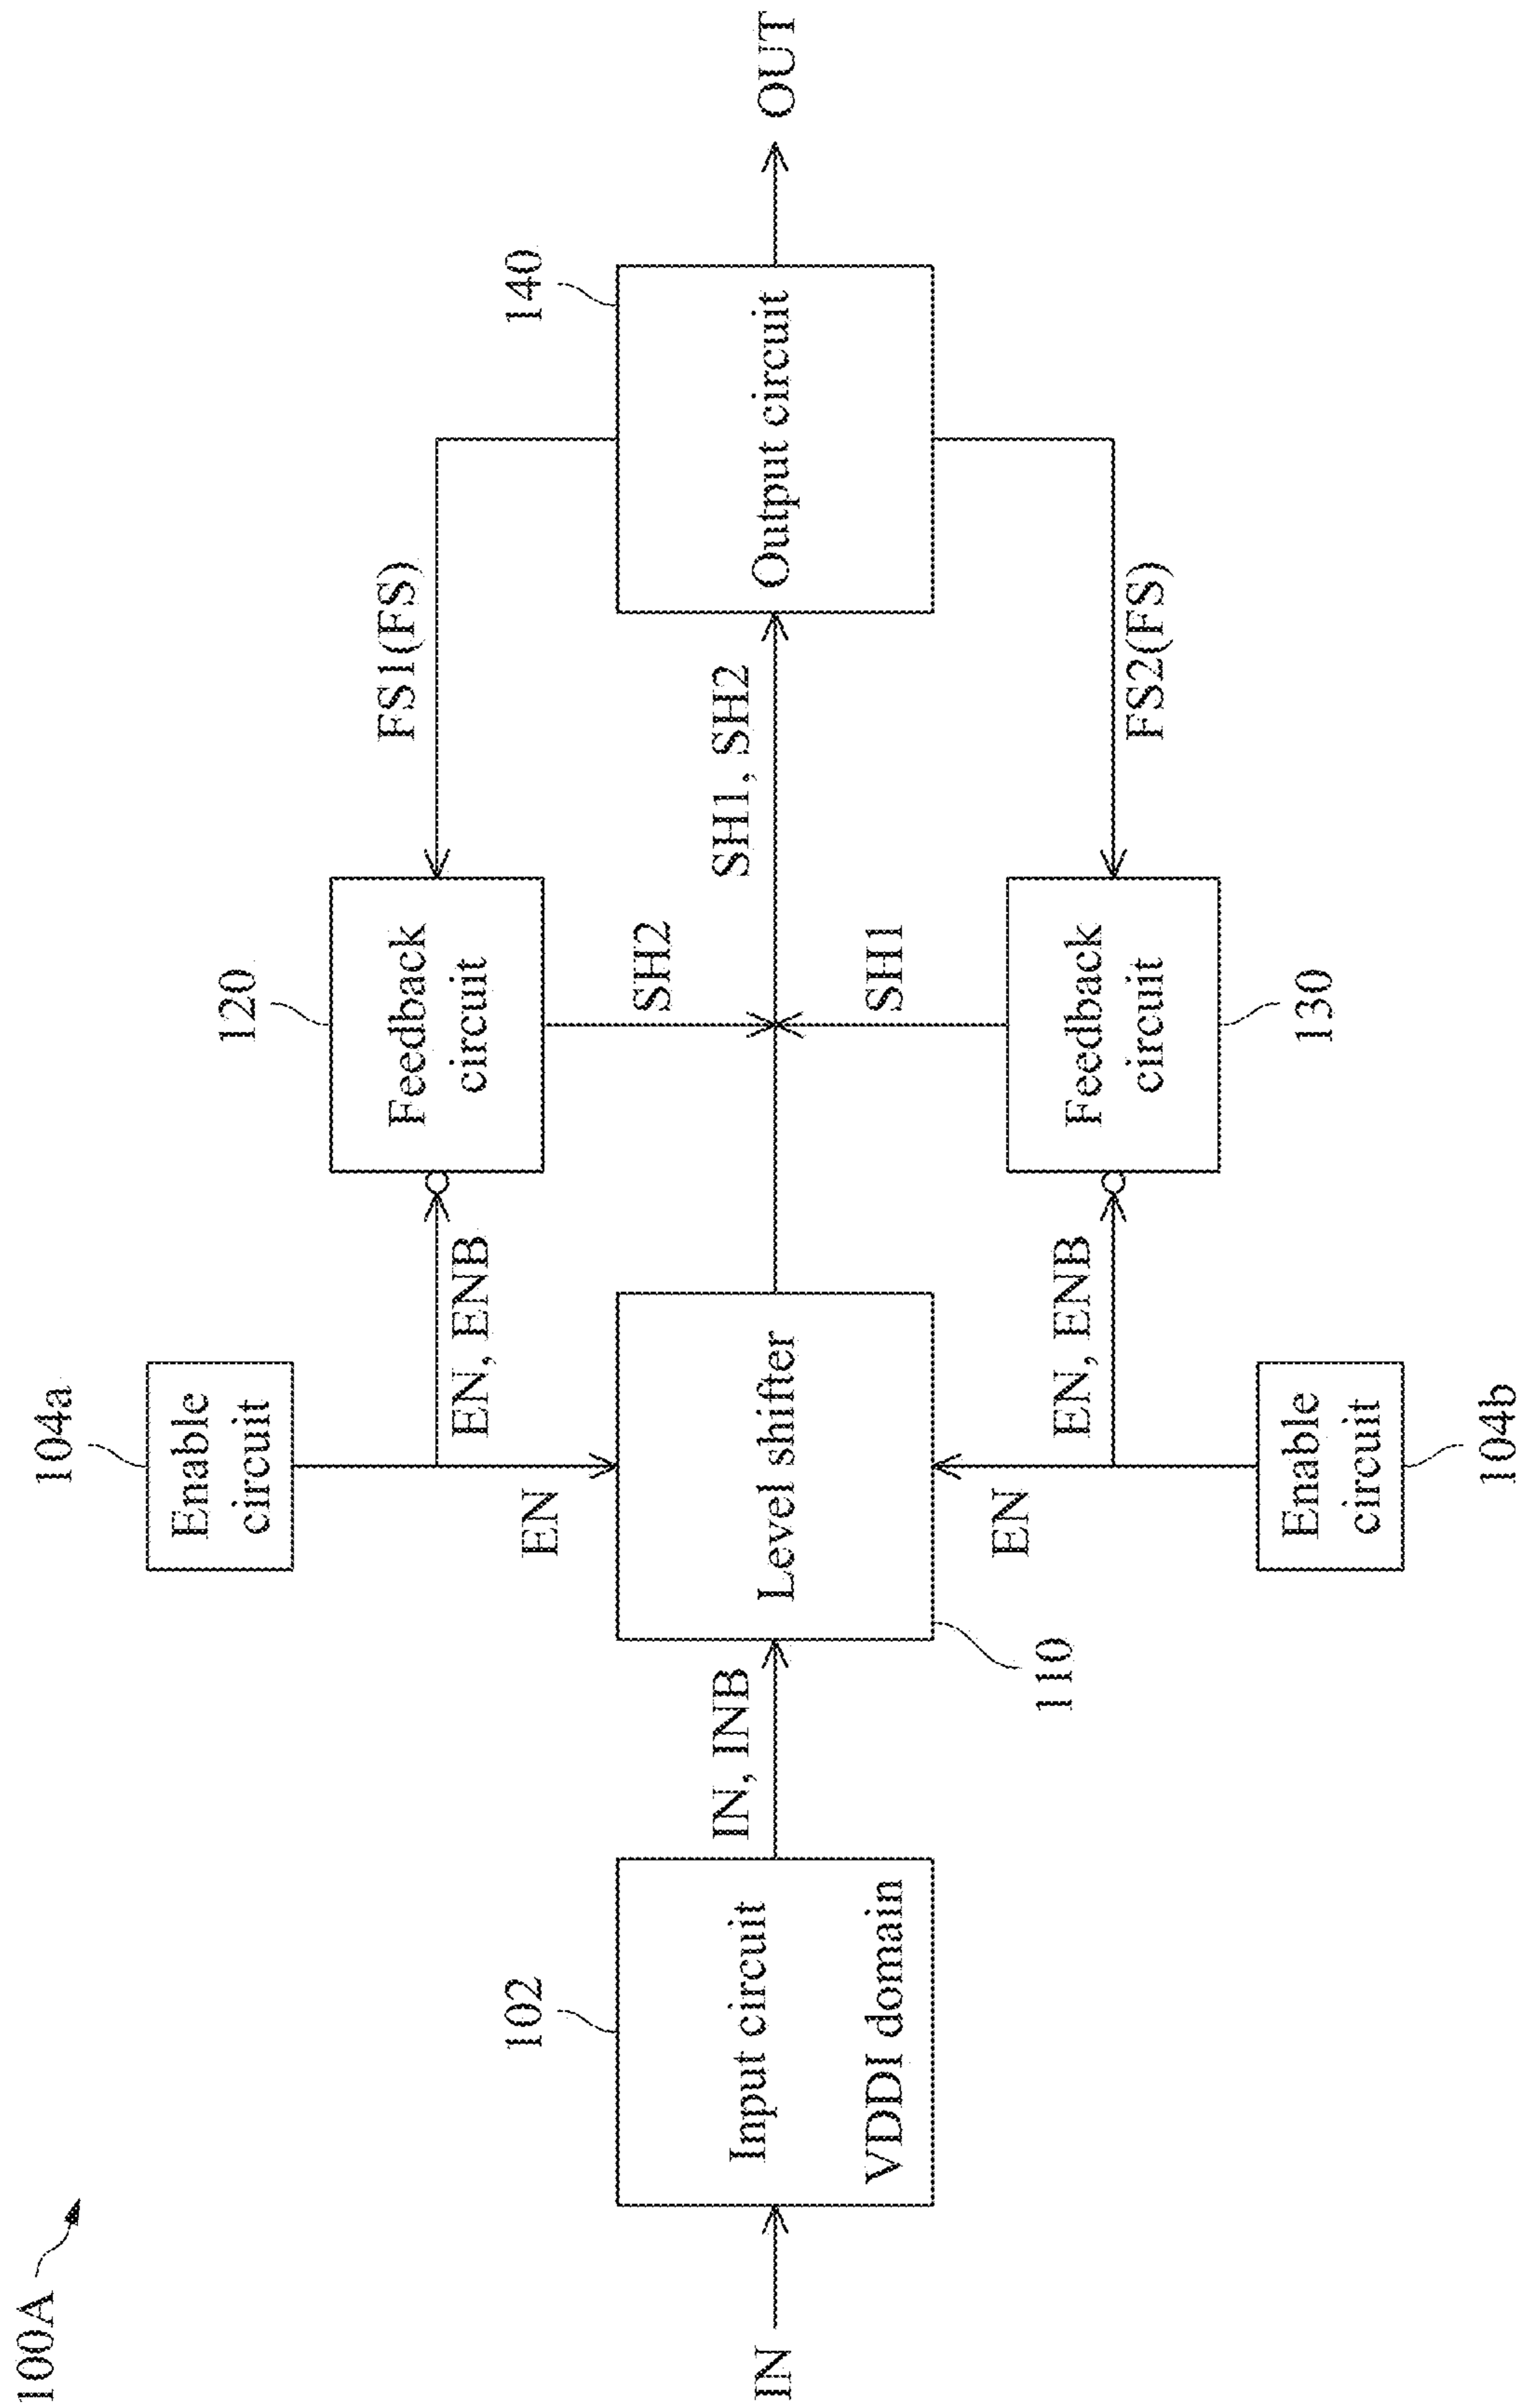 100A
104a
Enable
circuit
120
Feedback
circuit
FS1(FS)
EN, ENB
EN
SH2
102
140
IN
Input circuit
VDDI domain
IN, INB
Level shifter
SH1, SH2
Output circuit
OUT
110
EN
SH1
EN, ENB
Feedback
circuit
FS2(FS)
130
Enable
circuit
104b